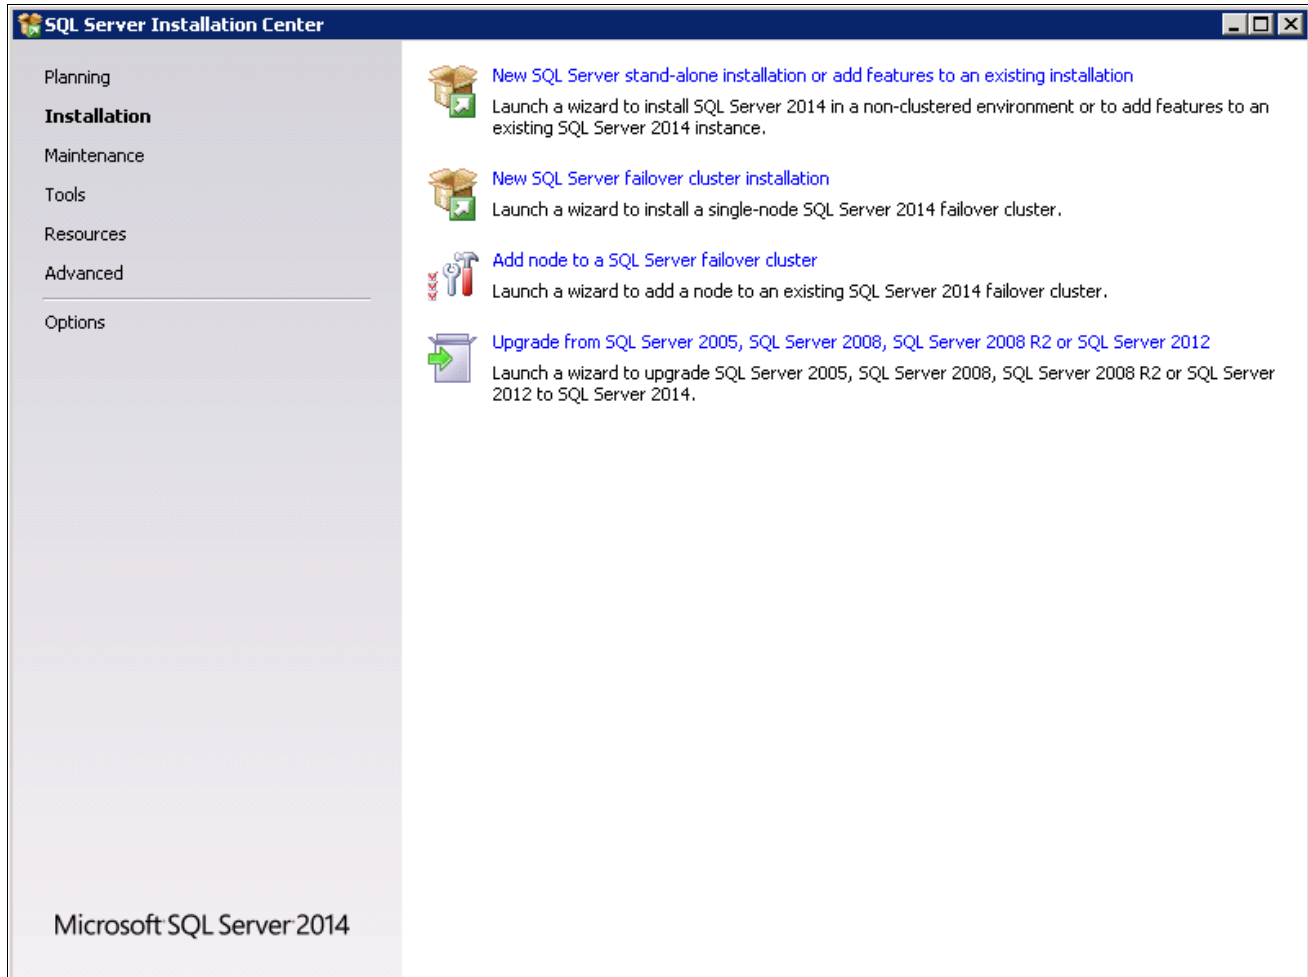 SQL Server Installation Center
Planning
Installation
Maintenance
Tools
Resources
Advanced
Options
Microsoft SQL Server 2014
New SQL Server stand-alone installation or add features to an existing installation
Launch a wizard to install SQL Server 2014 in a non-clustered environment or to add features to an
existing SQL Server 2014 instance.
New SQL Server failover cluster installation
Launch a wizard to install a single-node SQL Server 2014 failover cluster.
Add node to a SQL Server failover cluster
Launch a wizard to add a node to an existing SQL Server 2014 failover cluster.
Upgrade from SQL Server 2005, SQL Server 2008, SQL Server 2008 R2 or SQL Server 2012
Launch a wizard to upgrade SQL Server 2005, SQL Server 2008, SQL Server 2008 R2 or SQL Server
2012 to SQL Server 2014.